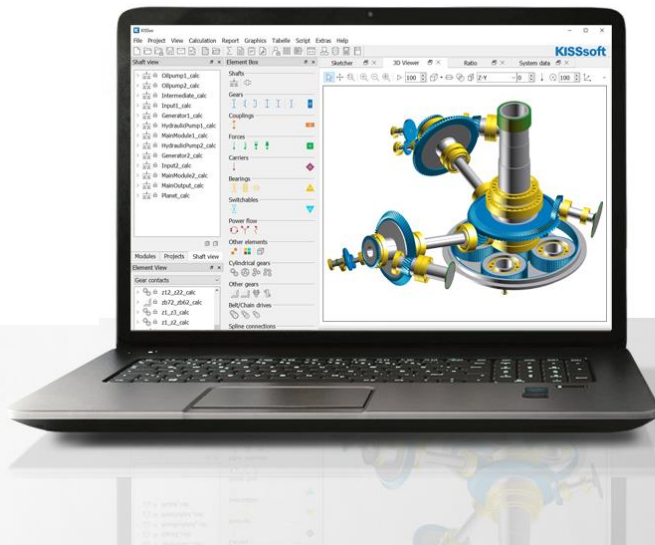 KISSsys
File Project View Calculation Report Graphics Tabelle Script Extras Help
KISSsoft
Shaft view
Oilpump1_calc
Oilpump2_calc
Intermediate_calc
Input1_calc
Generator1_calc
HydraulicPump1_calc
MainModule1_calc
HydraulicPump2_calc
Generator2_calc
Input2_calc
MainModule2_calc
MainOutput_calc
Planet_calc
Modules Projects Shaft view
Element View
Gear contacts
z12_z22_calc
zb72_zb62_calc
z1_z3_calc
z1_z2_calc
Element Box
Shafts
Gears
Couplings
Forces
Carriers
Bearings
Switchables
Power flow
Other elements
Cylindrical gears
Other gears
Belt/Chain drives
Spline connections
Sketcher 3D Viewer Ratio System data
100 Z-Y 0 100